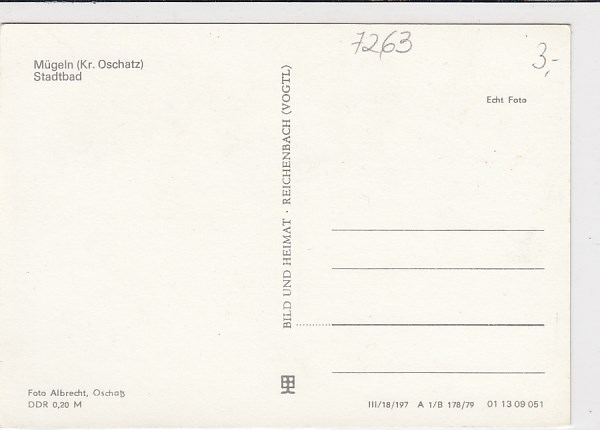 7263
3,-
Mügeln (Kr. Oschatz)
Stadtbad
Echt Foto
BILD UND HEIMAT · REICHENBACH (VOGTL)
Foto Albrecht, Oschatz
DDR 0,20 M
III/18/197 A 1/B 178/79 01 13 09 051